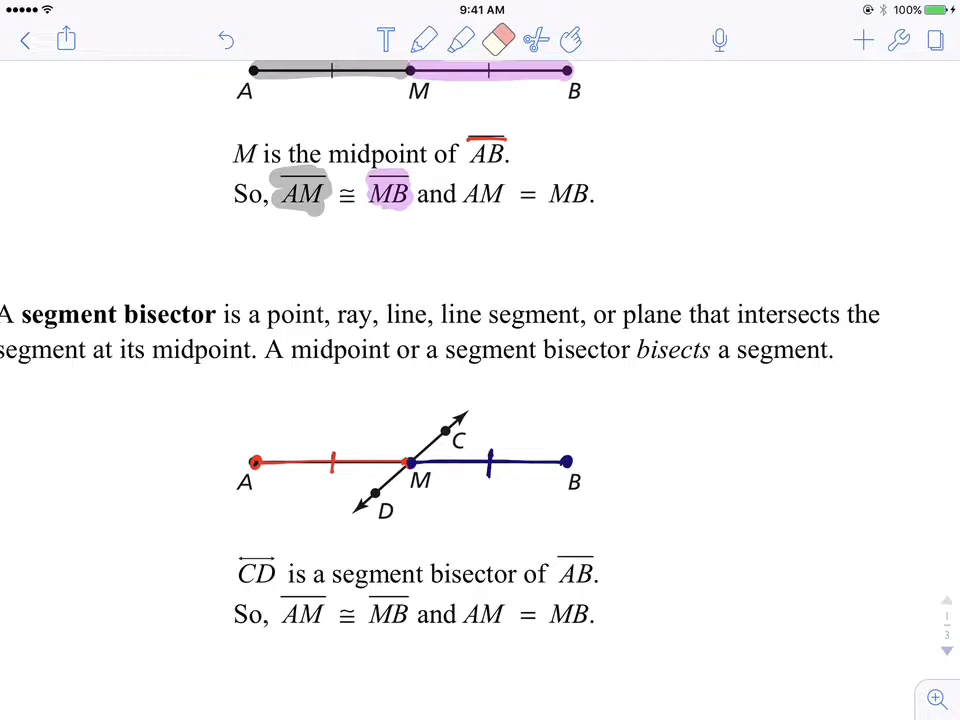 9:41 AM
100%
T
A M B
M is the midpoint of AB.
So, AM ≅ MB and AM = MB.
A segment bisector is a point, ray, line, line segment, or plane that intersects the
segment at its midpoint. A midpoint or a segment bisector bisects a segment.
C
A M B
D
CD is a segment bisector of AB.
So, AM ≅ MB and AM = MB.
1
3